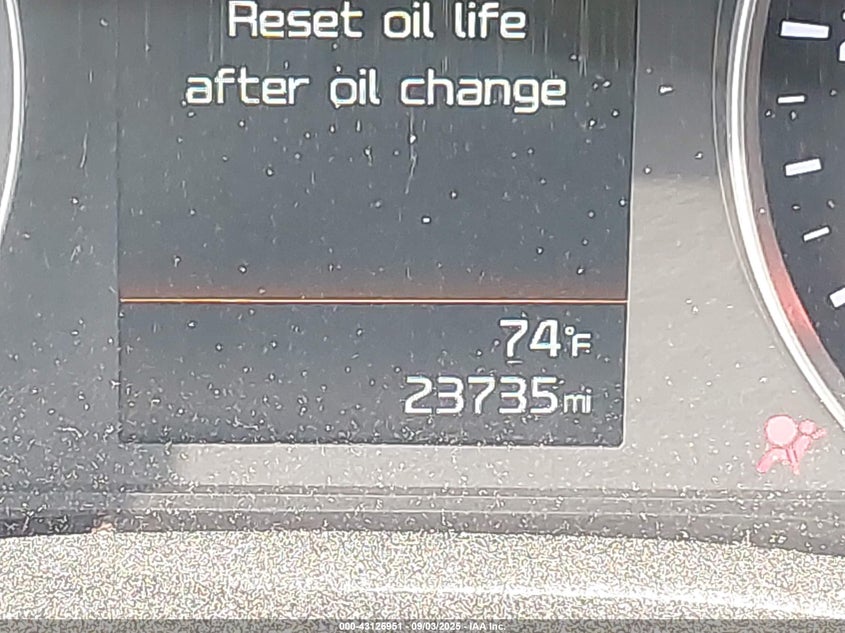 Reset oil life
after oil change
74°F
23735mi
000-43126951 - 09/03/2025 - IAA Inc.